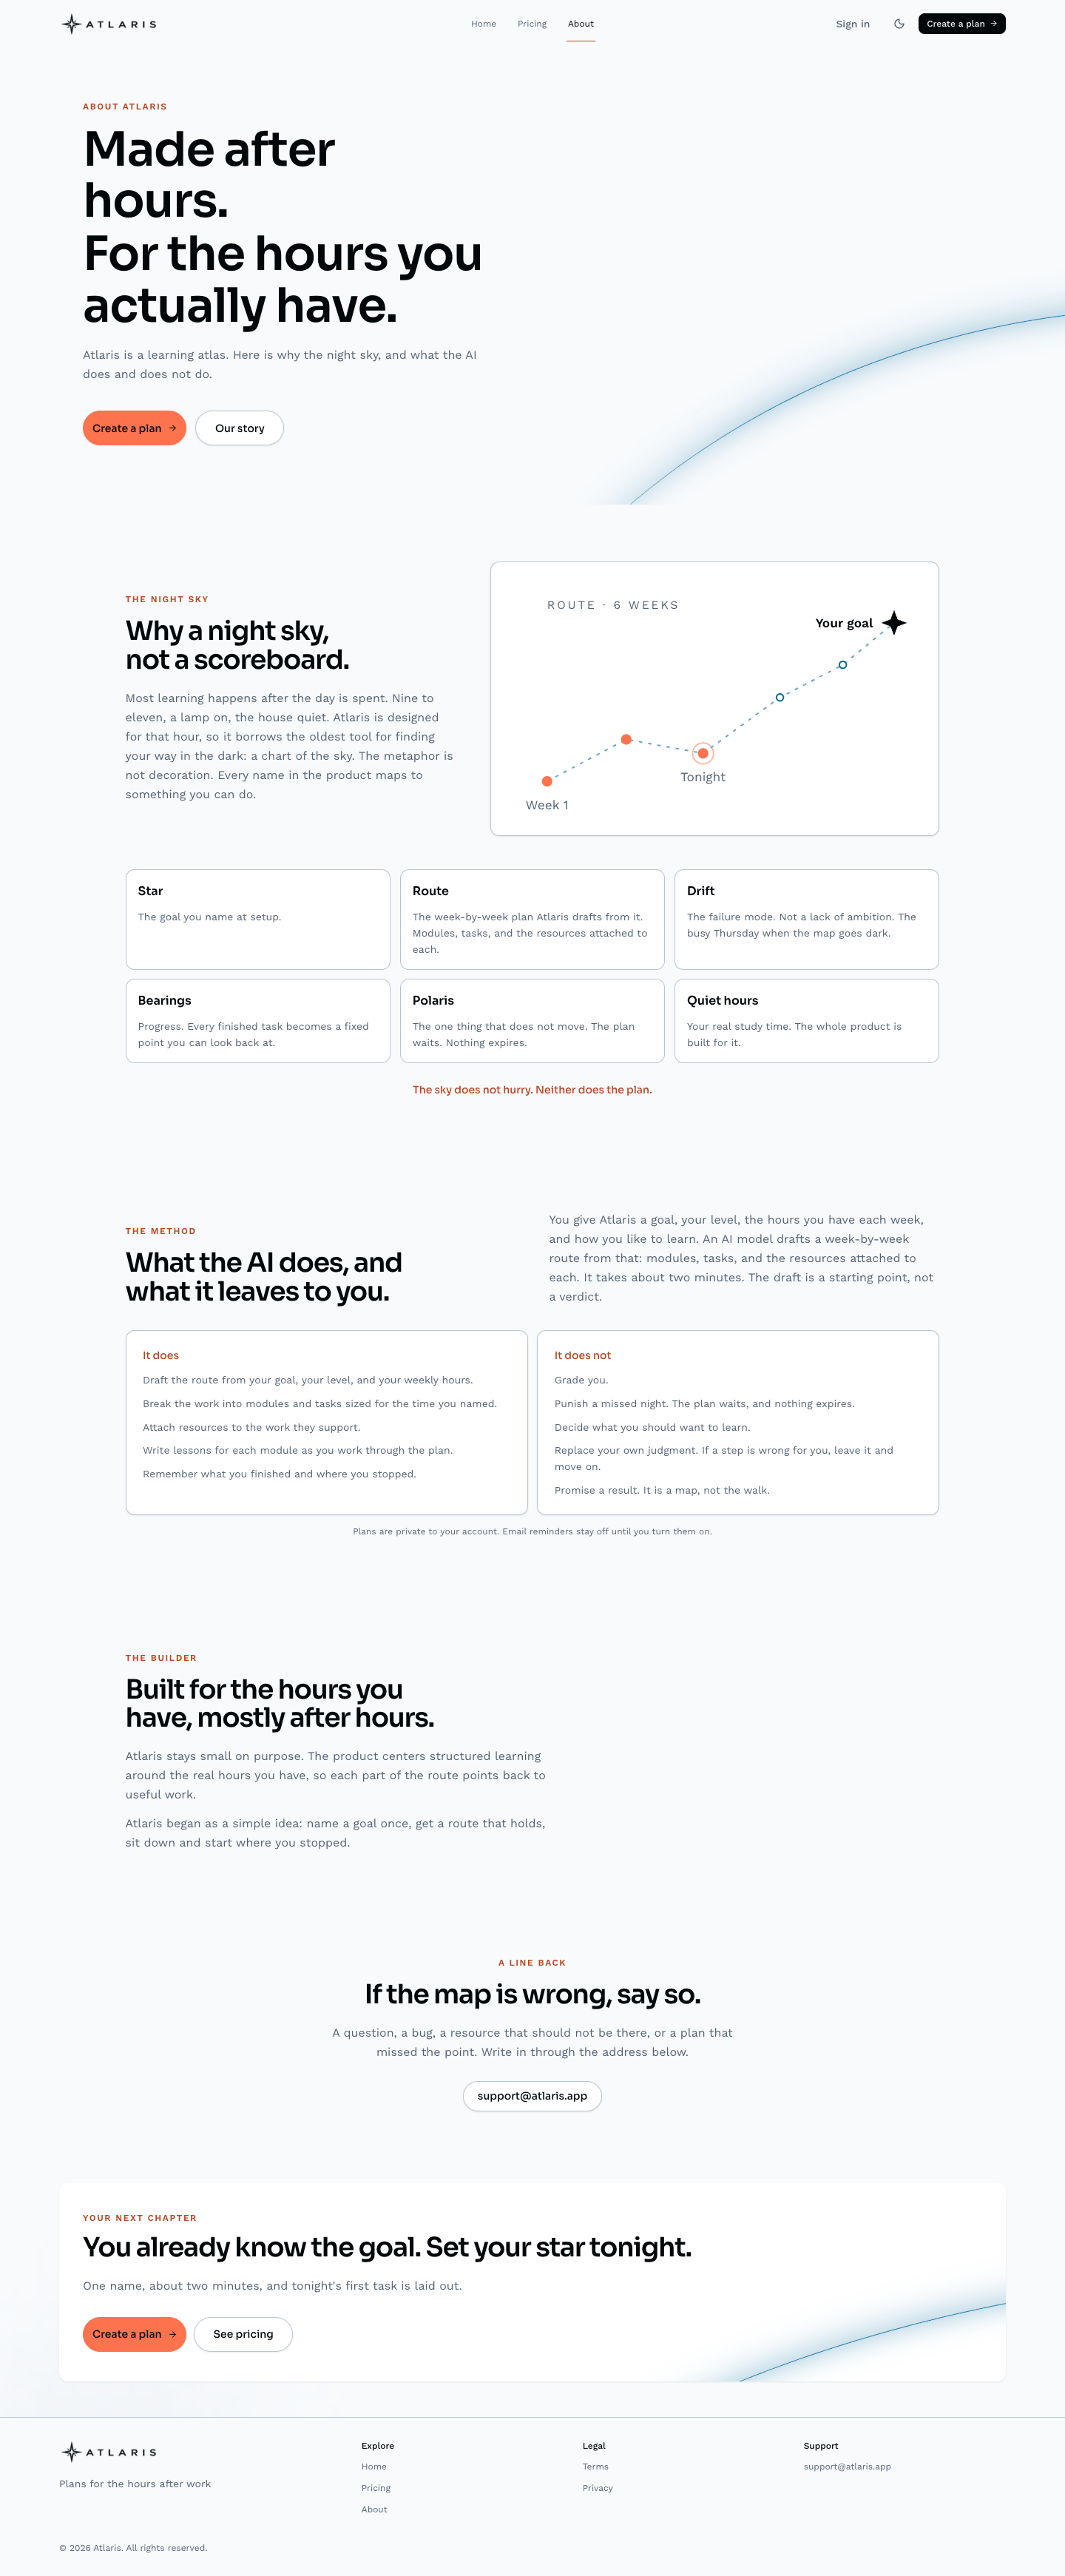 ATLARIS
Home
Pricing
About
Sign in
Create a plan →
ABOUT ATLARIS
Made after
hours.
For the hours you
actually have.
Atlaris is a learning atlas. Here is why the night sky, and what the AI
does and does not do.
Create a plan →
Our story
THE NIGHT SKY
Why a night sky,
not a scoreboard.
Most learning happens after the day is spent. Nine to
eleven, a lamp on, the house quiet. Atlaris is designed
for that hour, so it borrows the oldest tool for finding
your way in the dark: a chart of the sky. The metaphor is
not decoration. Every name in the product maps to
something you can do.
ROUTE · 6 WEEKS
Your goal
Tonight
Week 1
Star
The goal you name at setup.
Route
The week-by-week plan Atlaris drafts from it.
Modules, tasks, and the resources attached to
each.
Drift
The failure mode. Not a lack of ambition. The
busy Thursday when the map goes dark.
Bearings
Progress. Every finished task becomes a fixed
point you can look back at.
Polaris
The one thing that does not move. The plan
waits. Nothing expires.
Quiet hours
Your real study time. The whole product is
built for it.
The sky does not hurry. Neither does the plan.
THE METHOD
What the AI does, and
what it leaves to you.
You give Atlaris a goal, your level, the hours you have each week,
and how you like to learn. An AI model drafts a week-by-week
route from that: modules, tasks, and the resources attached to
each. It takes about two minutes. The draft is a starting point, not
a verdict.
It does
Draft the route from your goal, your level, and your weekly hours.
Break the work into modules and tasks sized for the time you named.
Attach resources to the work they support.
Write lessons for each module as you work through the plan.
Remember what you finished and where you stopped.
It does not
Grade you.
Punish a missed night. The plan waits, and nothing expires.
Decide what you should want to learn.
Replace your own judgment. If a step is wrong for you, leave it and
move on.
Promise a result. It is a map, not the walk.
Plans are private to your account. Email reminders stay off until you turn them on.
THE BUILDER
Built for the hours you
have, mostly after hours.
Atlaris stays small on purpose. The product centers structured learning
around the real hours you have, so each part of the route points back to
useful work.
Atlaris began as a simple idea: name a goal once, get a route that holds,
sit down and start where you stopped.
A LINE BACK
If the map is wrong, say so.
A question, a bug, a resource that should not be there, or a plan that
missed the point. Write in through the address below.
support@atlaris.app
YOUR NEXT CHAPTER
You already know the goal. Set your star tonight.
One name, about two minutes, and tonight's first task is laid out.
Create a plan →
See pricing
ATLARIS
Plans for the hours after work
Explore
Home
Pricing
About
Legal
Terms
Privacy
Support
support@atlaris.app
© 2026 Atlaris. All rights reserved.